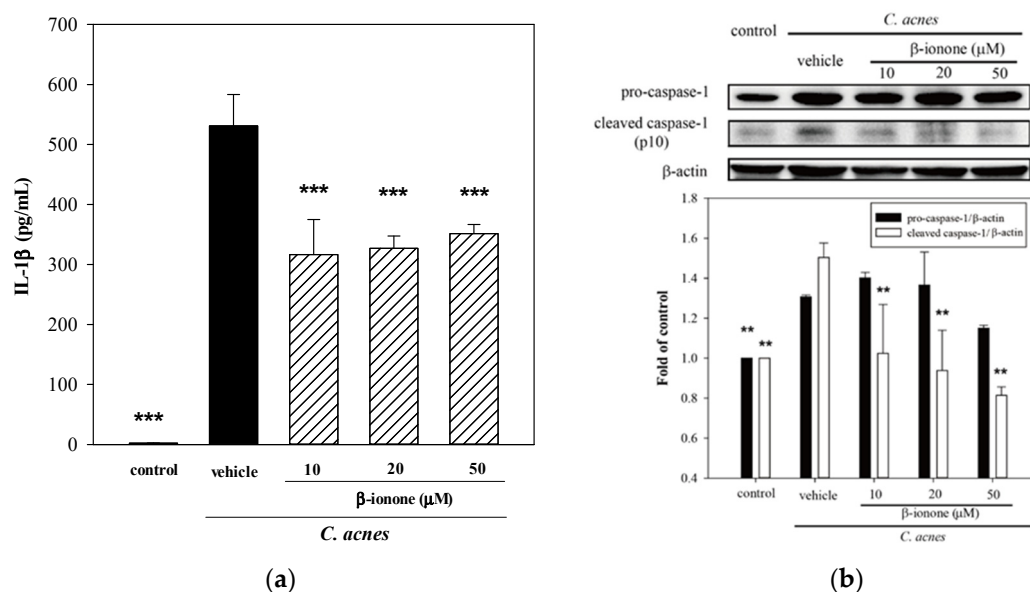 700
600
500
400
300
200
100
0
IL-1β (pg/mL)
***
***
***
***
control
vehicle
10
20
50
β-ionone (μM)
C. acnes
(a)
C. acnes
control
β-ionone (μM)
vehicle
10
20
50
pro-caspase-1
cleaved caspase-1
(p10)
β-actin
1.8
1.6
1.4
1.2
1.0
0.8
0.6
0.4
Fold of control
pro-caspase-1/β-actin
cleaved caspase-1/β-actin
**
**
**
**
**
control
vehicle
10
20
50
β-ionone (μM)
C. acnes
(b)